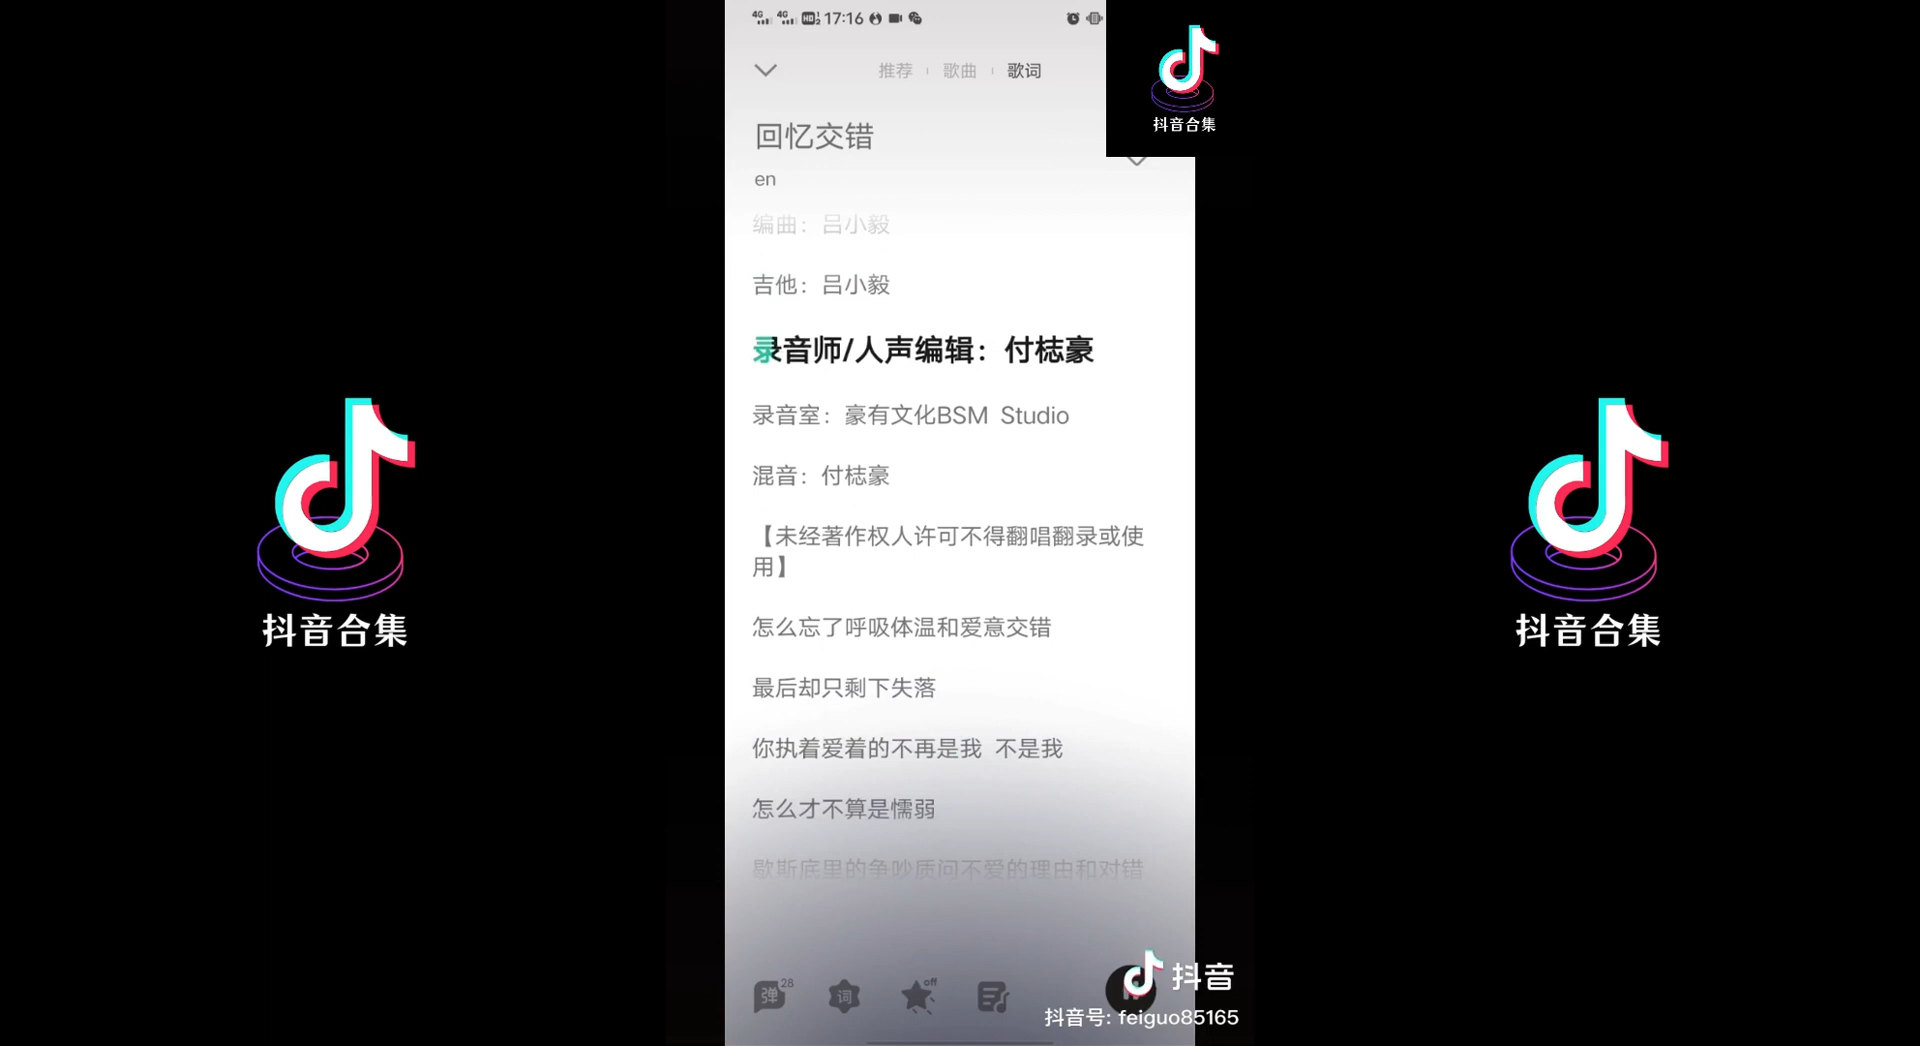 4G 4G HD 2 17:16
推荐 歌曲 歌词
抖音合集
回忆交错
en
编曲：吕小毅
吉他：吕小毅
录音师/人声编辑：付梽豪
录音室：豪有文化BSM Studio
混音：付梽豪
【未经著作权人许可不得翻唱翻录或使
用】
怎么忘了呼吸体温和爱意交错
抖音合集
抖音合集
最后却只剩下失落
你执着爱着的不再是我 不是我
怎么才不算是懦弱
歇斯底里的争吵质问不爱的理由和对错
弹 28 词 off
抖音
抖音号: feiguo85165